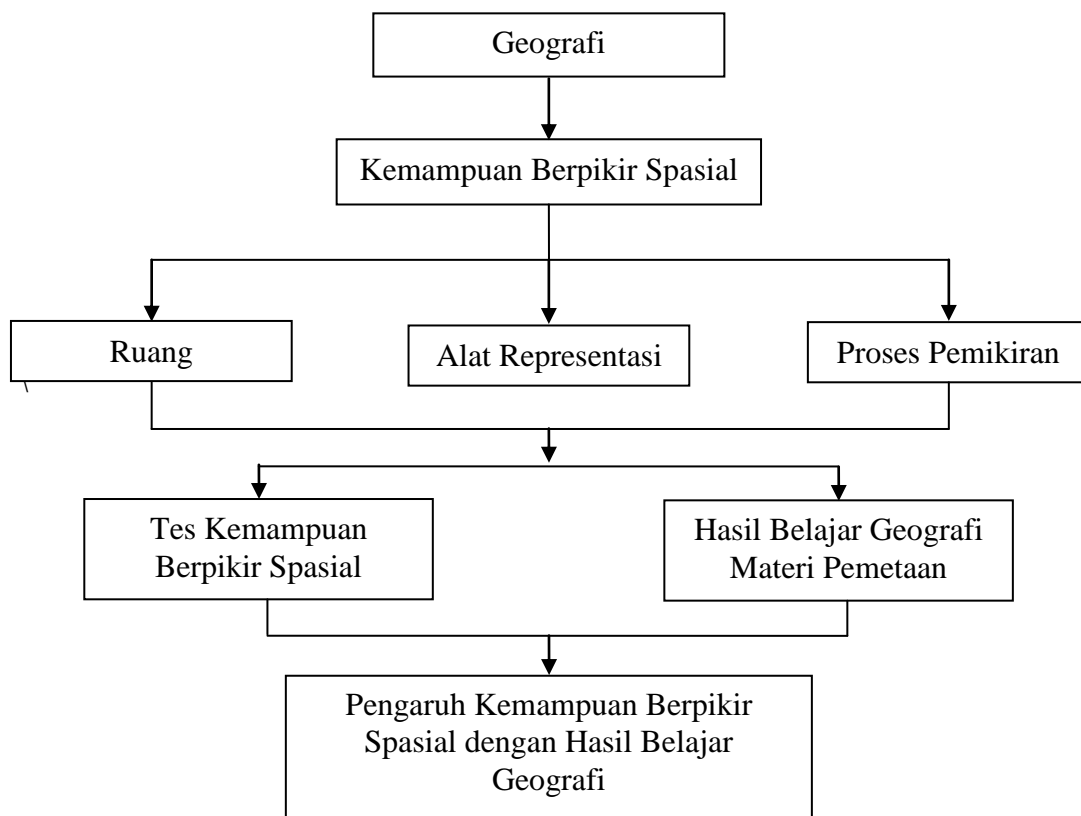 Geografi
Kemampuan Berpikir Spasial
Ruang
Alat Representasi
Proses Pemikiran
Tes Kemampuan
Berpikir Spasial
Hasil Belajar Geografi
Materi Pemetaan
Pengaruh Kemampuan Berpikir
Spasial dengan Hasil Belajar
Geografi